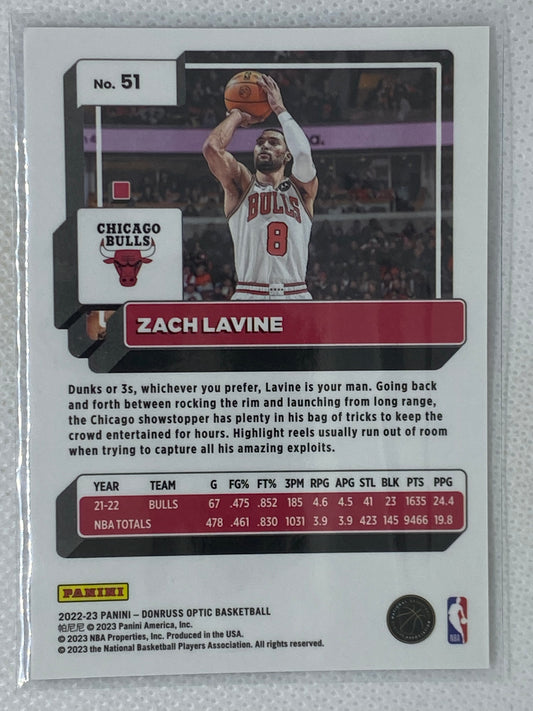 No. 51
BULLS
8
CHICAGO
BULLS
ZACH LAVINE
Dunks or 3s, whichever you prefer, Lavine is your man. Going back
and forth between rocking the rim and launching from long range,
the Chicago showstopper has plenty in his bag of tricks to keep the
crowd entertained for hours. Highlight reels usually run out of room
when trying to capture all his amazing exploits.
YEAR TEAM G FG% FT% 3PM RPG APG STL BLK PTS PPG
21-22 BULLS 67 .475 .852 185 4.6 4.5 41 23 1635 24.4
NBA TOTALS 478 .461 .830 1031 3.9 3.9 423 145 9466 19.8
PANINI
2022-23 PANINI – DONRUSS OPTIC BASKETBALL
帕尼尼 © 2023 Panini America, Inc.
© 2023 NBA Properties, Inc. Produced in the USA.
© 2023 the National Basketball Players Association. All rights reserved.
NBA